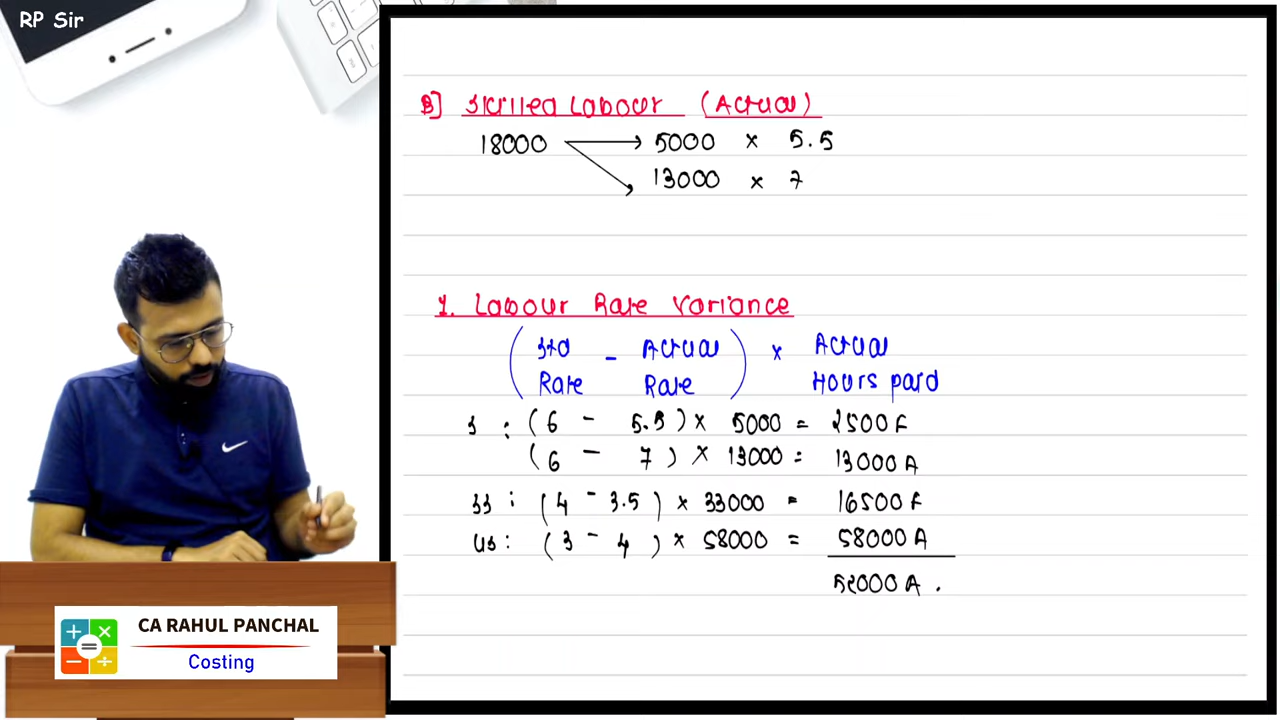 RP Sir
B] Skilled Labour (Actual)
18000 → 5000 × 5.5
→ 13000 × 7
1. Labour Rate Variance
(Std Rate - Actual Rate) × Actual Hours paid
S : (6 - 5.5) × 5000 = 2500 F
(6 - 7) × 13000 = 13000 A
SS : (4 - 3.5) × 33000 = 16500 F
US : (3 - 4) × 58000 = 58000 A
52000 A .
CA RAHUL PANCHAL
Costing